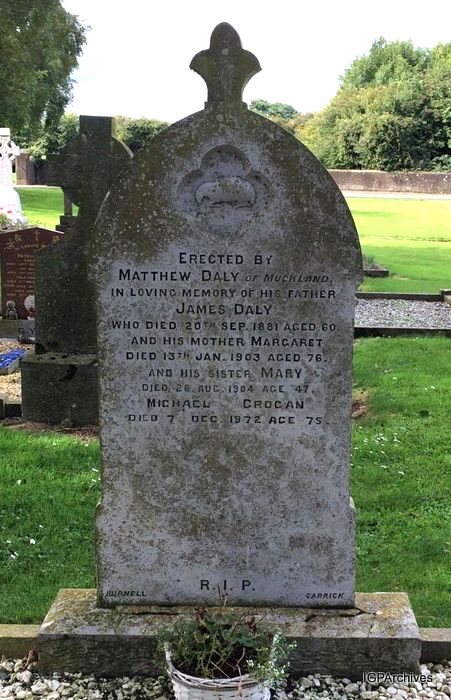 ERECTED BY
MATTHEW DALY OF MUCKLAND,
IN LOVING MEMORY OF HIS FATHER
JAMES DALY
WHO DIED 20TH SEP. 1881 AGED 60.
AND HIS MOTHER MARGARET
DIED 13TH JAN. 1903 AGED 76.
AND HIS SISTER MARY
DIED 26 AUG. 1904 AGE 47.
MICHAEL GROGAN
DIED 7 DEC. 1972 AGE 75.
R.I.P.
BURNELL CARRICK
IGPArchives